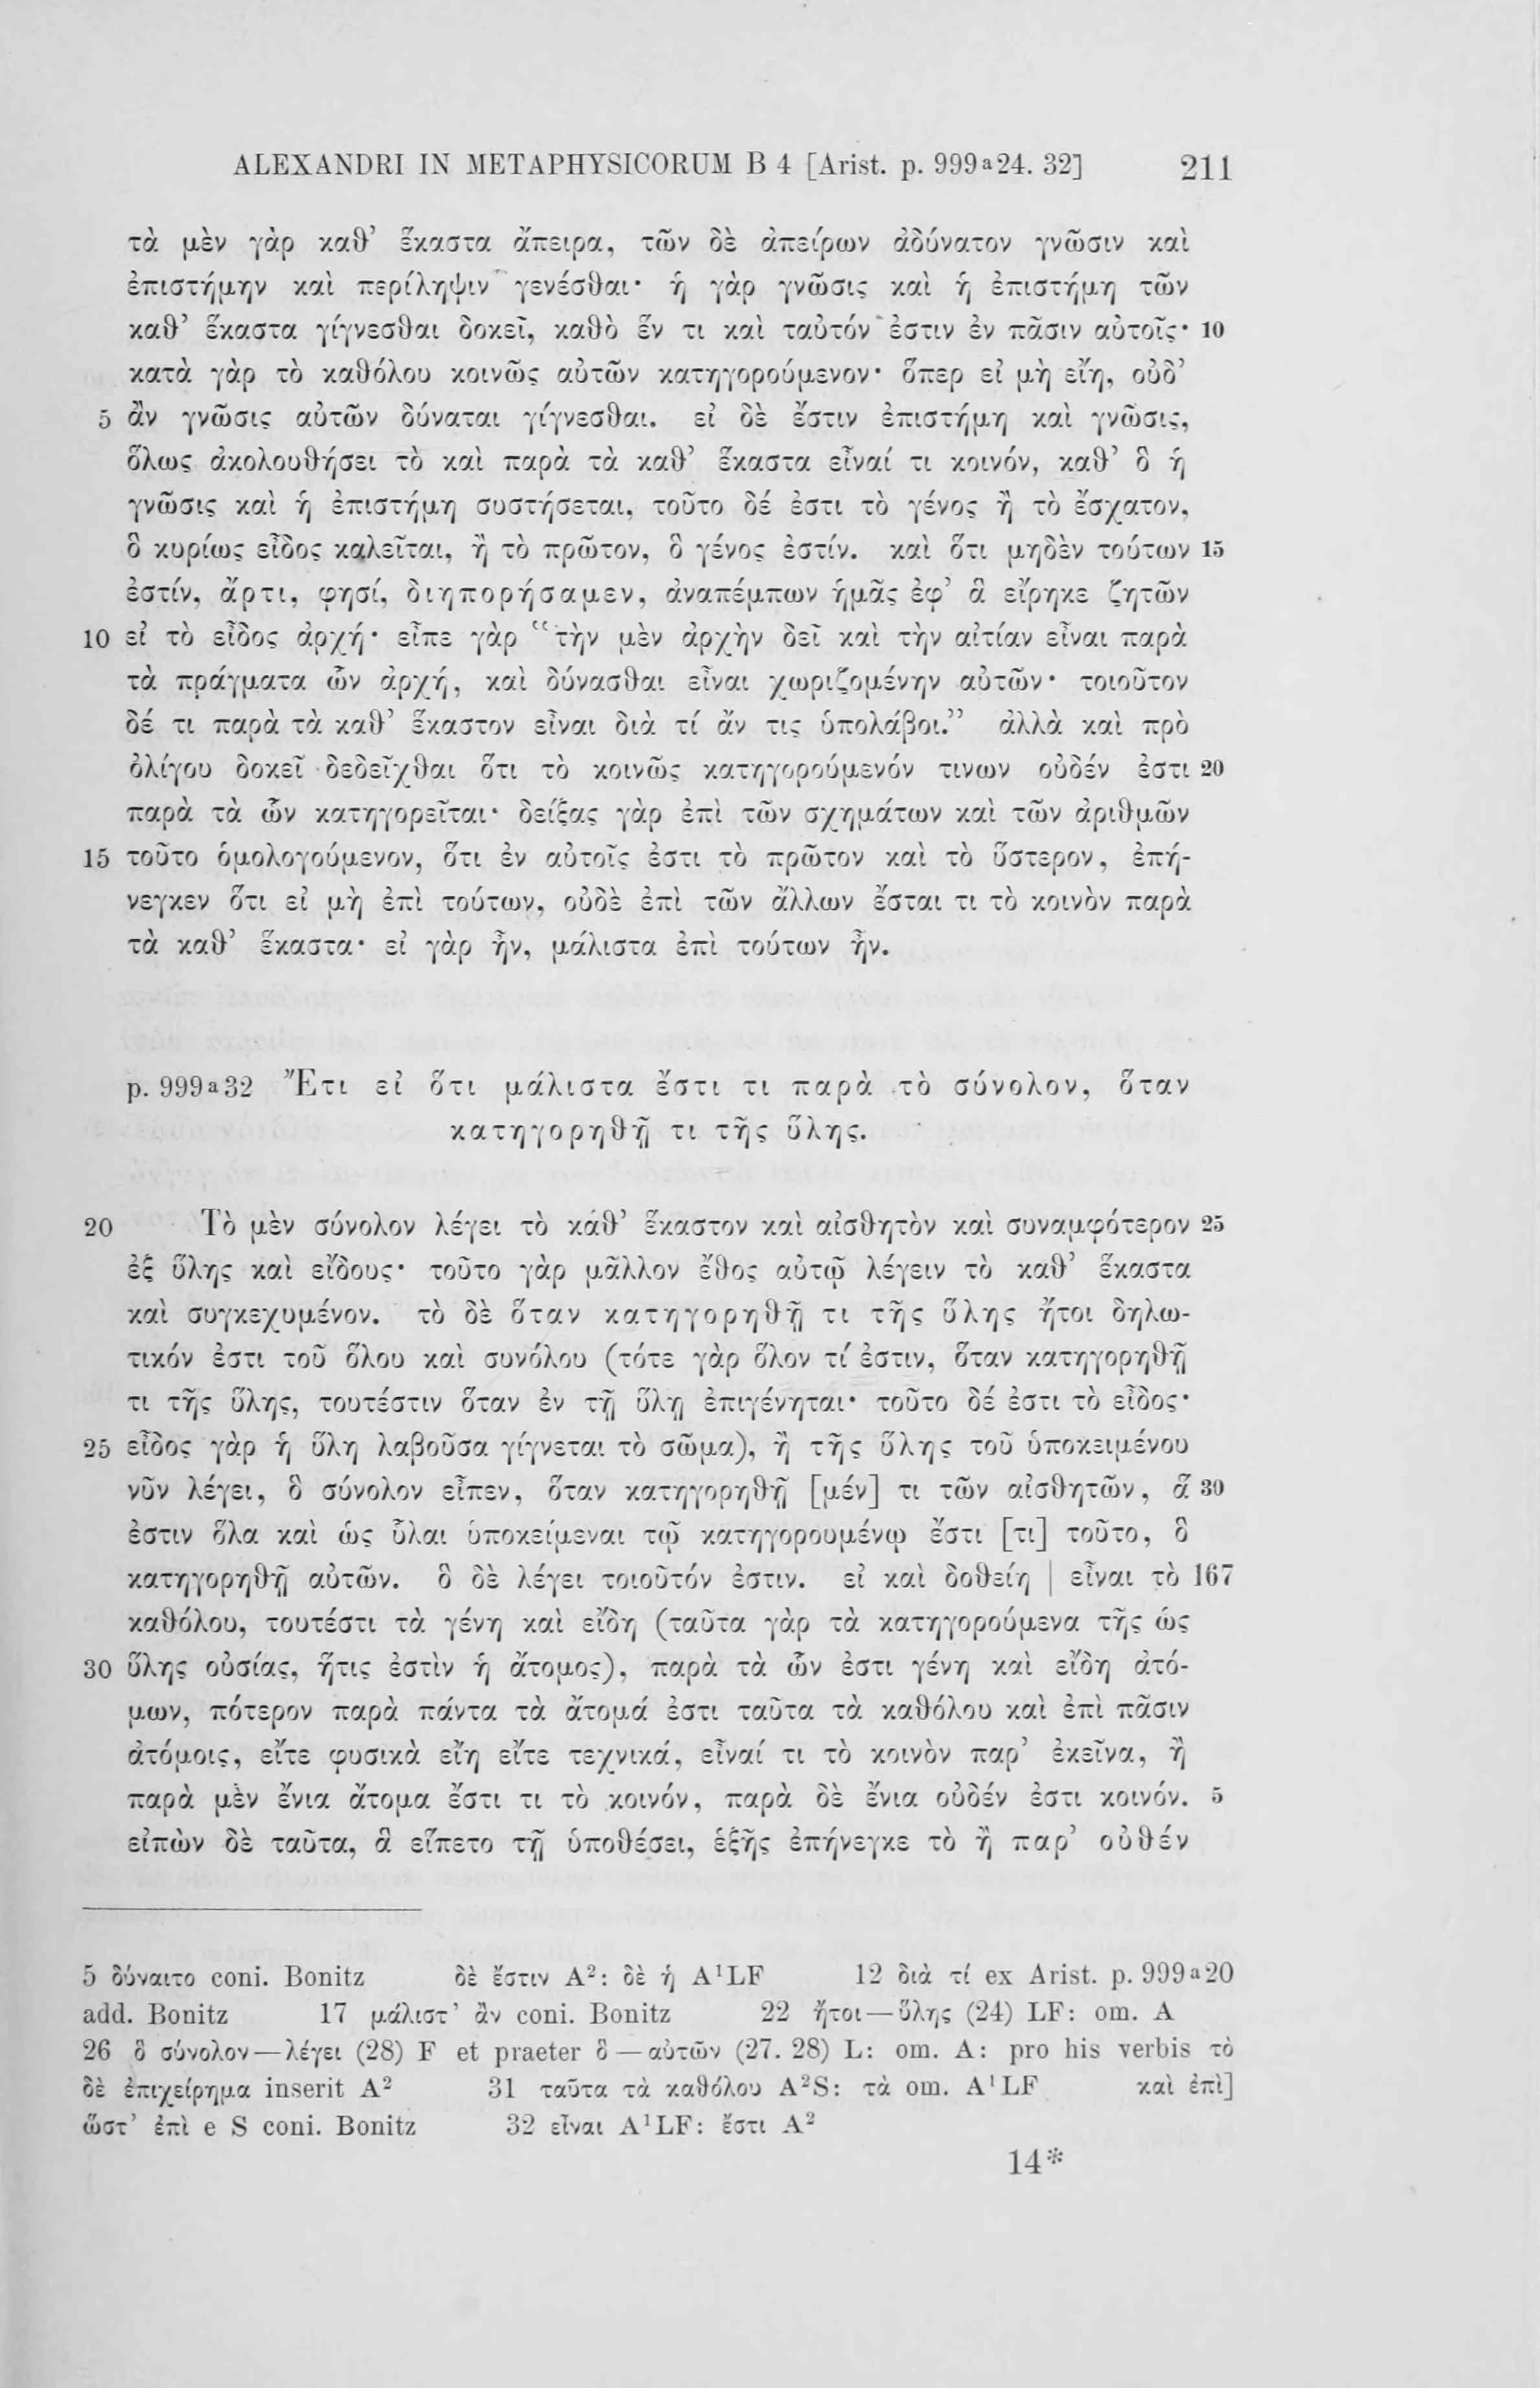 ALEXANDRI IN METAPHYSICORUM B 4 [Arist. p. 999ᵃ24. 32] 211
τὰ μὲν γὰρ καθ’ ἕκαστα ἄπειρα, τῶν δὲ ἀπείρων ἀδύνατον γνῶσιν καὶ
ἐπιστήμην καὶ περίληψιν γενέσθαι· ἡ γὰρ γνῶσις καὶ ἡ ἐπιστήμη τῶν
καθ’ ἕκαστα γίγνεσθαι δοκεῖ, καθὸ ἕν τι καὶ ταὐτόν ἐστιν ἐν πᾶσιν αὐτοῖς· 10
κατὰ γὰρ τὸ καθόλου κοινῶς αὐτῶν κατηγορούμενον· ὅπερ εἰ μὴ εἴη, οὐδ’
5 ἂν γνῶσις αὐτῶν δύναται γίγνεσθαι. εἰ δὲ ἔστιν ἐπιστήμη καὶ γνῶσις,
ὅλως ἀκολουθήσει τὸ καὶ παρὰ τὰ καθ’ ἕκαστα εἶναί τι κοινόν, καθ’ ὃ ἡ
γνῶσις καὶ ἡ ἐπιστήμη συστήσεται, τοῦτο δέ ἐστι τὸ γένος ἢ τὸ ἔσχατον,
ὃ κυρίως εἶδος καλεῖται, ἢ τὸ πρῶτον, ὃ γένος ἐστίν. καὶ ὅτι μηδὲν τούτων 15
ἐστίν, ἄρτι, φησί, διηπορήσαμεν, ἀναπέμπων ἡμᾶς ἐφ’ ἃ εἴρηκε ζητῶν
10 εἰ τὸ εἶδος ἀρχή· εἶπε γὰρ “τὴν μὲν ἀρχὴν δεῖ καὶ τὴν αἰτίαν εἶναι παρὰ
τὰ πράγματα ὧν ἀρχή, καὶ δύνασθαι εἶναι χωριζομένην αὐτῶν· τοιοῦτον
δέ τι παρὰ τὰ καθ’ ἕκαστον εἶναι διὰ τί ἄν τις ὑπολάβοι.” ἀλλὰ καὶ πρὸ
ὀλίγου δοκεῖ δεδεῖχθαι ὅτι τὸ κοινῶς κατηγορούμενόν τινων οὐδέν ἐστι 20
παρὰ τὰ ὧν κατηγορεῖται· δείξας γὰρ ἐπὶ τῶν σχημάτων καὶ τῶν ἀριθμῶν
15 τοῦτο ὁμολογούμενον, ὅτι ἐν αὐτοῖς ἐστι τὸ πρῶτον καὶ τὸ ὕστερον, ἐπή-
νεγκεν ὅτι εἰ μὴ ἐπὶ τούτων, οὐδὲ ἐπὶ τῶν ἄλλων ἔσται τι τὸ κοινὸν παρὰ
τὰ καθ’ ἕκαστα· εἰ γὰρ ἦν, μάλιστα ἐπὶ τούτων ἦν.
p. 999ᵃ32 Ἔτι εἰ ὅτι μάλιστα ἔστι τι παρὰ τὸ σύνολον, ὅταν
κατηγορηθῇ τι τῆς ὕλης.
20 Τὸ μὲν σύνολον λέγει τὸ κάθ’ ἕκαστον καὶ αἰσθητὸν καὶ συναμφότερον 25
ἐξ ὕλης καὶ εἴδους· τοῦτο γὰρ μᾶλλον ἔθος αὐτῷ λέγειν τὸ καθ’ ἕκαστα
καὶ συγκεχυμένον. τὸ δὲ ὅταν κατηγορηθῇ τι τῆς ὕλης ἤτοι δηλω-
τικόν ἐστι τοῦ ὅλου καὶ συνόλου (τότε γὰρ ὅλον τί ἐστιν, ὅταν κατηγορηθῇ
τι τῆς ὕλης, τουτέστιν ὅταν ἐν τῇ ὕλῃ ἐπιγένηται· τοῦτο δέ ἐστι τὸ εἶδος·
25 εἶδος γὰρ ἡ ὕλη λαβοῦσα γίγνεται τὸ σῶμα), ἢ τῆς ὕλης τοῦ ὑποκειμένου
νῦν λέγει, ὃ σύνολον εἶπεν, ὅταν κατηγορηθῇ [μέν] τι τῶν αἰσθητῶν, ἅ 30
ἐστιν ὅλα καὶ ὡς ὗλαι ὑποκείμεναι τῷ κατηγορουμένῳ ἔστι [τι] τοῦτο, ὃ
κατηγορηθῇ αὐτῶν. ὃ δὲ λέγει τοιοῦτόν ἐστιν. εἰ καὶ δοθείη | εἶναι τὸ 167
καθόλου, τουτέστι τὰ γένη καὶ εἴδη (ταῦτα γὰρ τὰ κατηγορούμενα τῆς ὡς
30 ὕλης οὐσίας, ἥτις ἐστὶν ἡ ἄτομος), παρὰ τὰ ὧν ἐστι γένη καὶ εἴδη ἀτό-
μων, πότερον παρὰ πάντα τὰ ἄτομά ἐστι ταῦτα τὰ καθόλου καὶ ἐπὶ πᾶσιν
ἀτόμοις, εἴτε φυσικὰ εἴη εἴτε τεχνικά, εἶναί τι τὸ κοινὸν παρ’ ἐκεῖνα, ἢ
παρὰ μὲν ἔνια ἄτομα ἔστι τι τὸ κοινόν, παρὰ δὲ ἔνια οὐδέν ἐστι κοινόν. 5
εἰπὼν δὲ ταῦτα, ἃ εἵπετο τῇ ὑποθέσει, ἑξῆς ἐπήνεγκε τὸ ἢ παρ’ οὐθέν
5 δύναιτο coni. Bonitz δὲ ἔστιν A²: δὲ ἡ A¹LF 12 διὰ τί ex Arist. p. 999ᵃ20
add. Bonitz 17 μάλιστ’ ἂν coni. Bonitz 22 ἤτοι—ὕλης (24) LF: om. A
26 ὃ σύνολον—λέγει (28) F et praeter ὃ—αὐτῶν (27. 28) L: om. A: pro his verbis τὸ
δὲ ἐπιχείρημα inserit A² 31 ταῦτα τὰ καθόλου A²S: τὰ om. A¹LF καὶ ἐπὶ]
ὥστ’ ἐπὶ e S coni. Bonitz 32 εἶναι A¹LF: ἔστι A²
14*